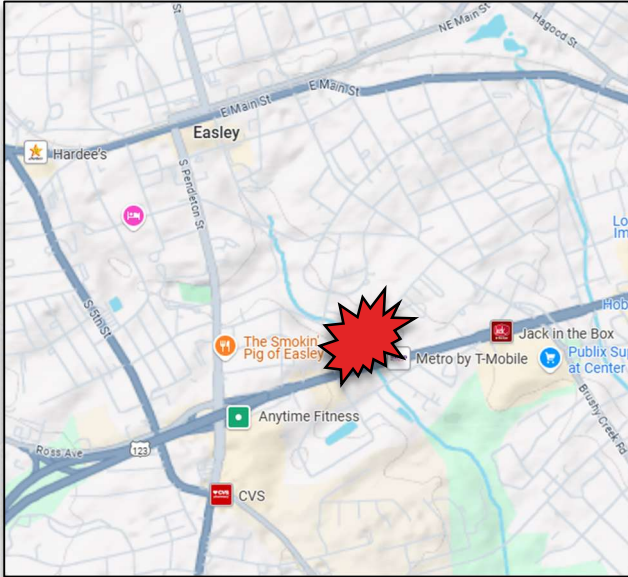 St
NE Main St
Hagood St
E Main St
E Main St
Easley
Hardee's
S Pendleton St
Lo
Im
S 5th St
Hob
Jack in the Box
The Smokin'
Pig of Easley
Metro by T-Mobile
Publix Su
at Center
Anytime Fitness
Brushy Creek Rd
Ross Ave
123
CVS
CVS